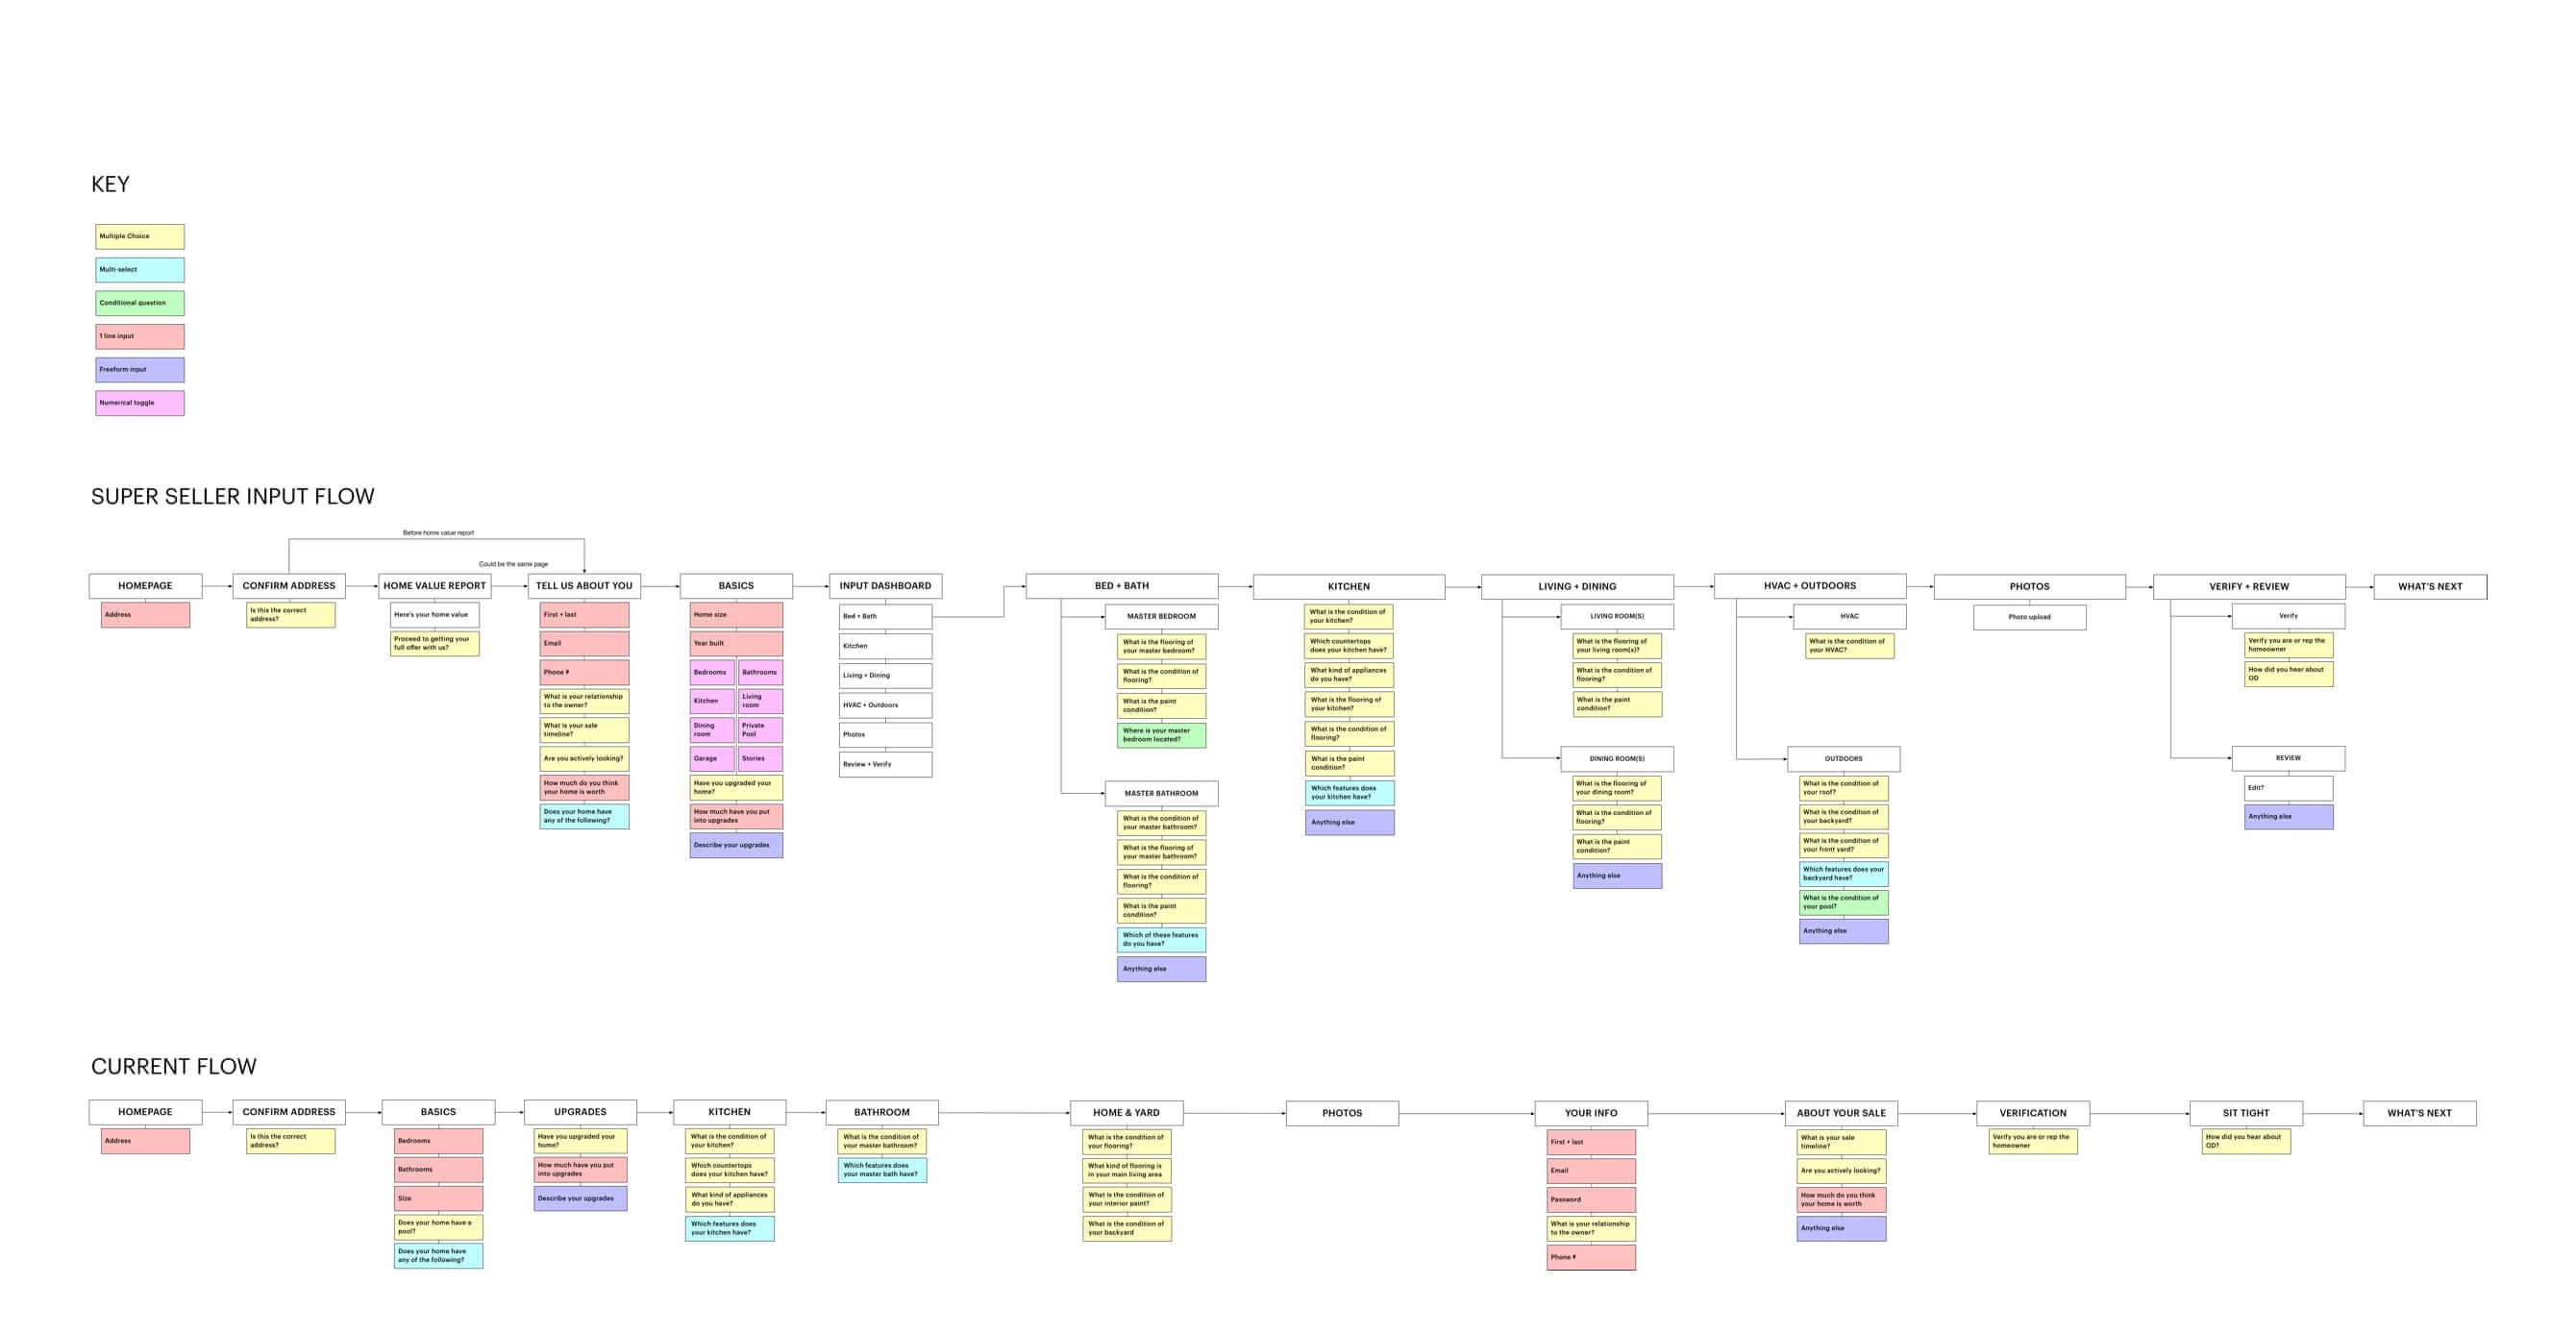 KEY
Multiple Choice
Multi-select
Conditional question
1 line input
Freeform input
Numerical toggle
SUPER SELLER INPUT FLOW
Before home value report
Could be the same page
HOMEPAGE
Address
CONFIRM ADDRESS
Is this the correct
address?
HOME VALUE REPORT
Here's your home value
Proceed to getting your
full offer with us?
TELL US ABOUT YOU
First + last
Email
Phone #
What is your relationship
to the owner?
What is your sale
timeline?
Are you actively looking?
How much do you think
your home is worth
Does your home have
any of the following?
BASICS
Home size
Year built
Bedrooms
Bathrooms
Kitchen
Living
room
Dining
room
Private
Pool
Garage
Stories
Have you upgraded your
home?
How much have you put
into upgrades
Describe your upgrades
INPUT DASHBOARD
Bed + Bath
Kitchen
Living + Dining
HVAC + Outdoors
Photos
Review + Verify
BED + BATH
MASTER BEDROOM
What is the flooring of
your master bedroom?
What is the condition of
flooring?
What is the paint
condition?
Where is your master
bedroom located?
MASTER BATHROOM
What is the condition of
your master bathroom?
What is the flooring of
your master bathroom?
What is the condition of
flooring?
What is the paint
condition?
Which of these features
do you have?
Anything else
KITCHEN
What is the condition of
your kitchen?
Which countertops
does your kitchen have?
What kind of appliances
do you have?
What is the flooring of
your kitchen?
What is the condition of
flooring?
What is the paint
condition?
Which features does
your kitchen have?
Anything else
LIVING + DINING
LIVING ROOM(S)
What is the flooring of
your living room(s)?
What is the condition of
flooring?
What is the paint
condition?
DINING ROOM(S)
What is the flooring of
your dining room?
What is the condition of
flooring?
What is the paint
condition?
Anything else
HVAC + OUTDOORS
HVAC
What is the condition of
your HVAC?
OUTDOORS
What is the condition of
your roof?
What is the condition of
your backyard?
What is the condition of
your front yard?
Which features does your
backyard have?
What is the condition of
your pool?
Anything else
PHOTOS
Photo upload
VERIFY + REVIEW
Verify
Verify you are or rep the
homeowner
How did you hear about
OD
REVIEW
Edit?
Anything else
WHAT'S NEXT
CURRENT FLOW
HOMEPAGE
Address
CONFIRM ADDRESS
Is this the correct
address?
BASICS
Bedrooms
Bathrooms
Size
Does your home have a
pool?
Does your home have
any of the following?
UPGRADES
Have you upgraded your
home?
How much have you put
into upgrades
Describe your upgrades
KITCHEN
What is the condition of
your kitchen?
Which countertops
does your kitchen have?
What kind of appliances
do you have?
Which features does
your kitchen have?
BATHROOM
What is the condition of
your master bathroom?
Which features does
your master bath have?
HOME & YARD
What is the condition of
your flooring?
What kind of flooring is
in your main living area
What is the condition of
your interior paint?
What is the condition of
your backyard
PHOTOS
YOUR INFO
First + last
Email
Password
What is your relationship
to the owner?
Phone #
ABOUT YOUR SALE
What is your sale
timeline?
Are you actively looking?
How much do you think
your home is worth
Anything else
VERIFICATION
Verify you are or rep the
homeowner
SIT TIGHT
How did you hear about
OD?
WHAT'S NEXT